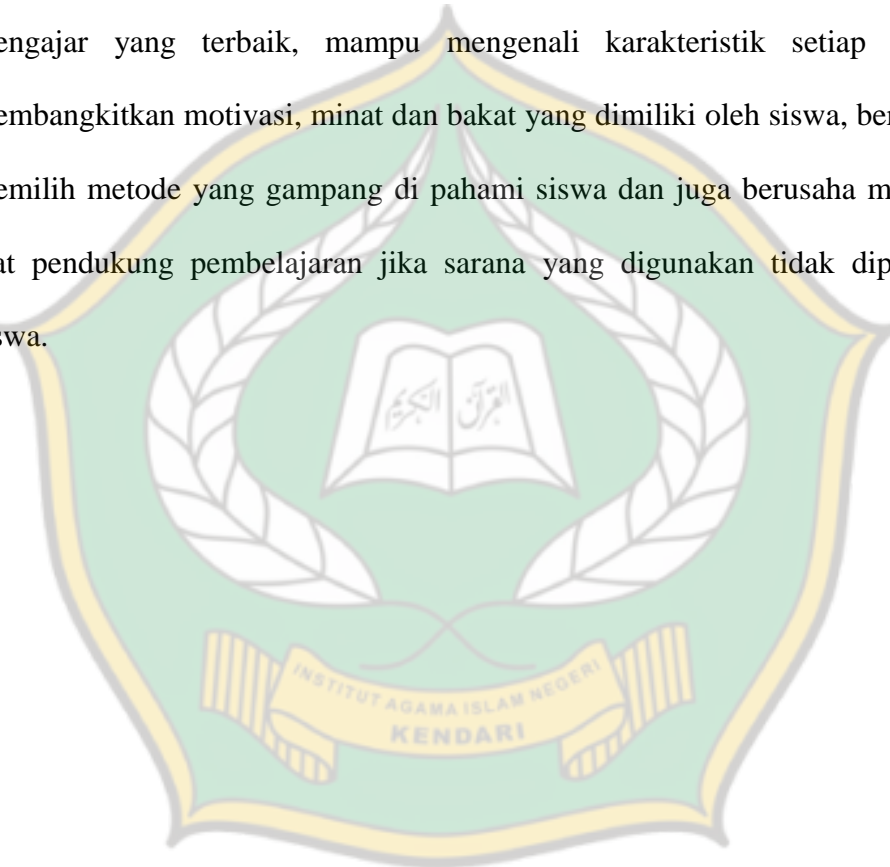 engajar yang terbaik, mampu mengenali karakteristik setiap
embangkitkan motivasi, minat dan bakat yang dimiliki oleh siswa, ber
emilih metode yang gampang di pahami siswa dan juga berusaha m
at pendukung pembelajaran jika sarana yang digunakan tidak dip
swa.
القرآن الكريم
INSTITUT AGAMA ISLAM NEGERI
KENDARI